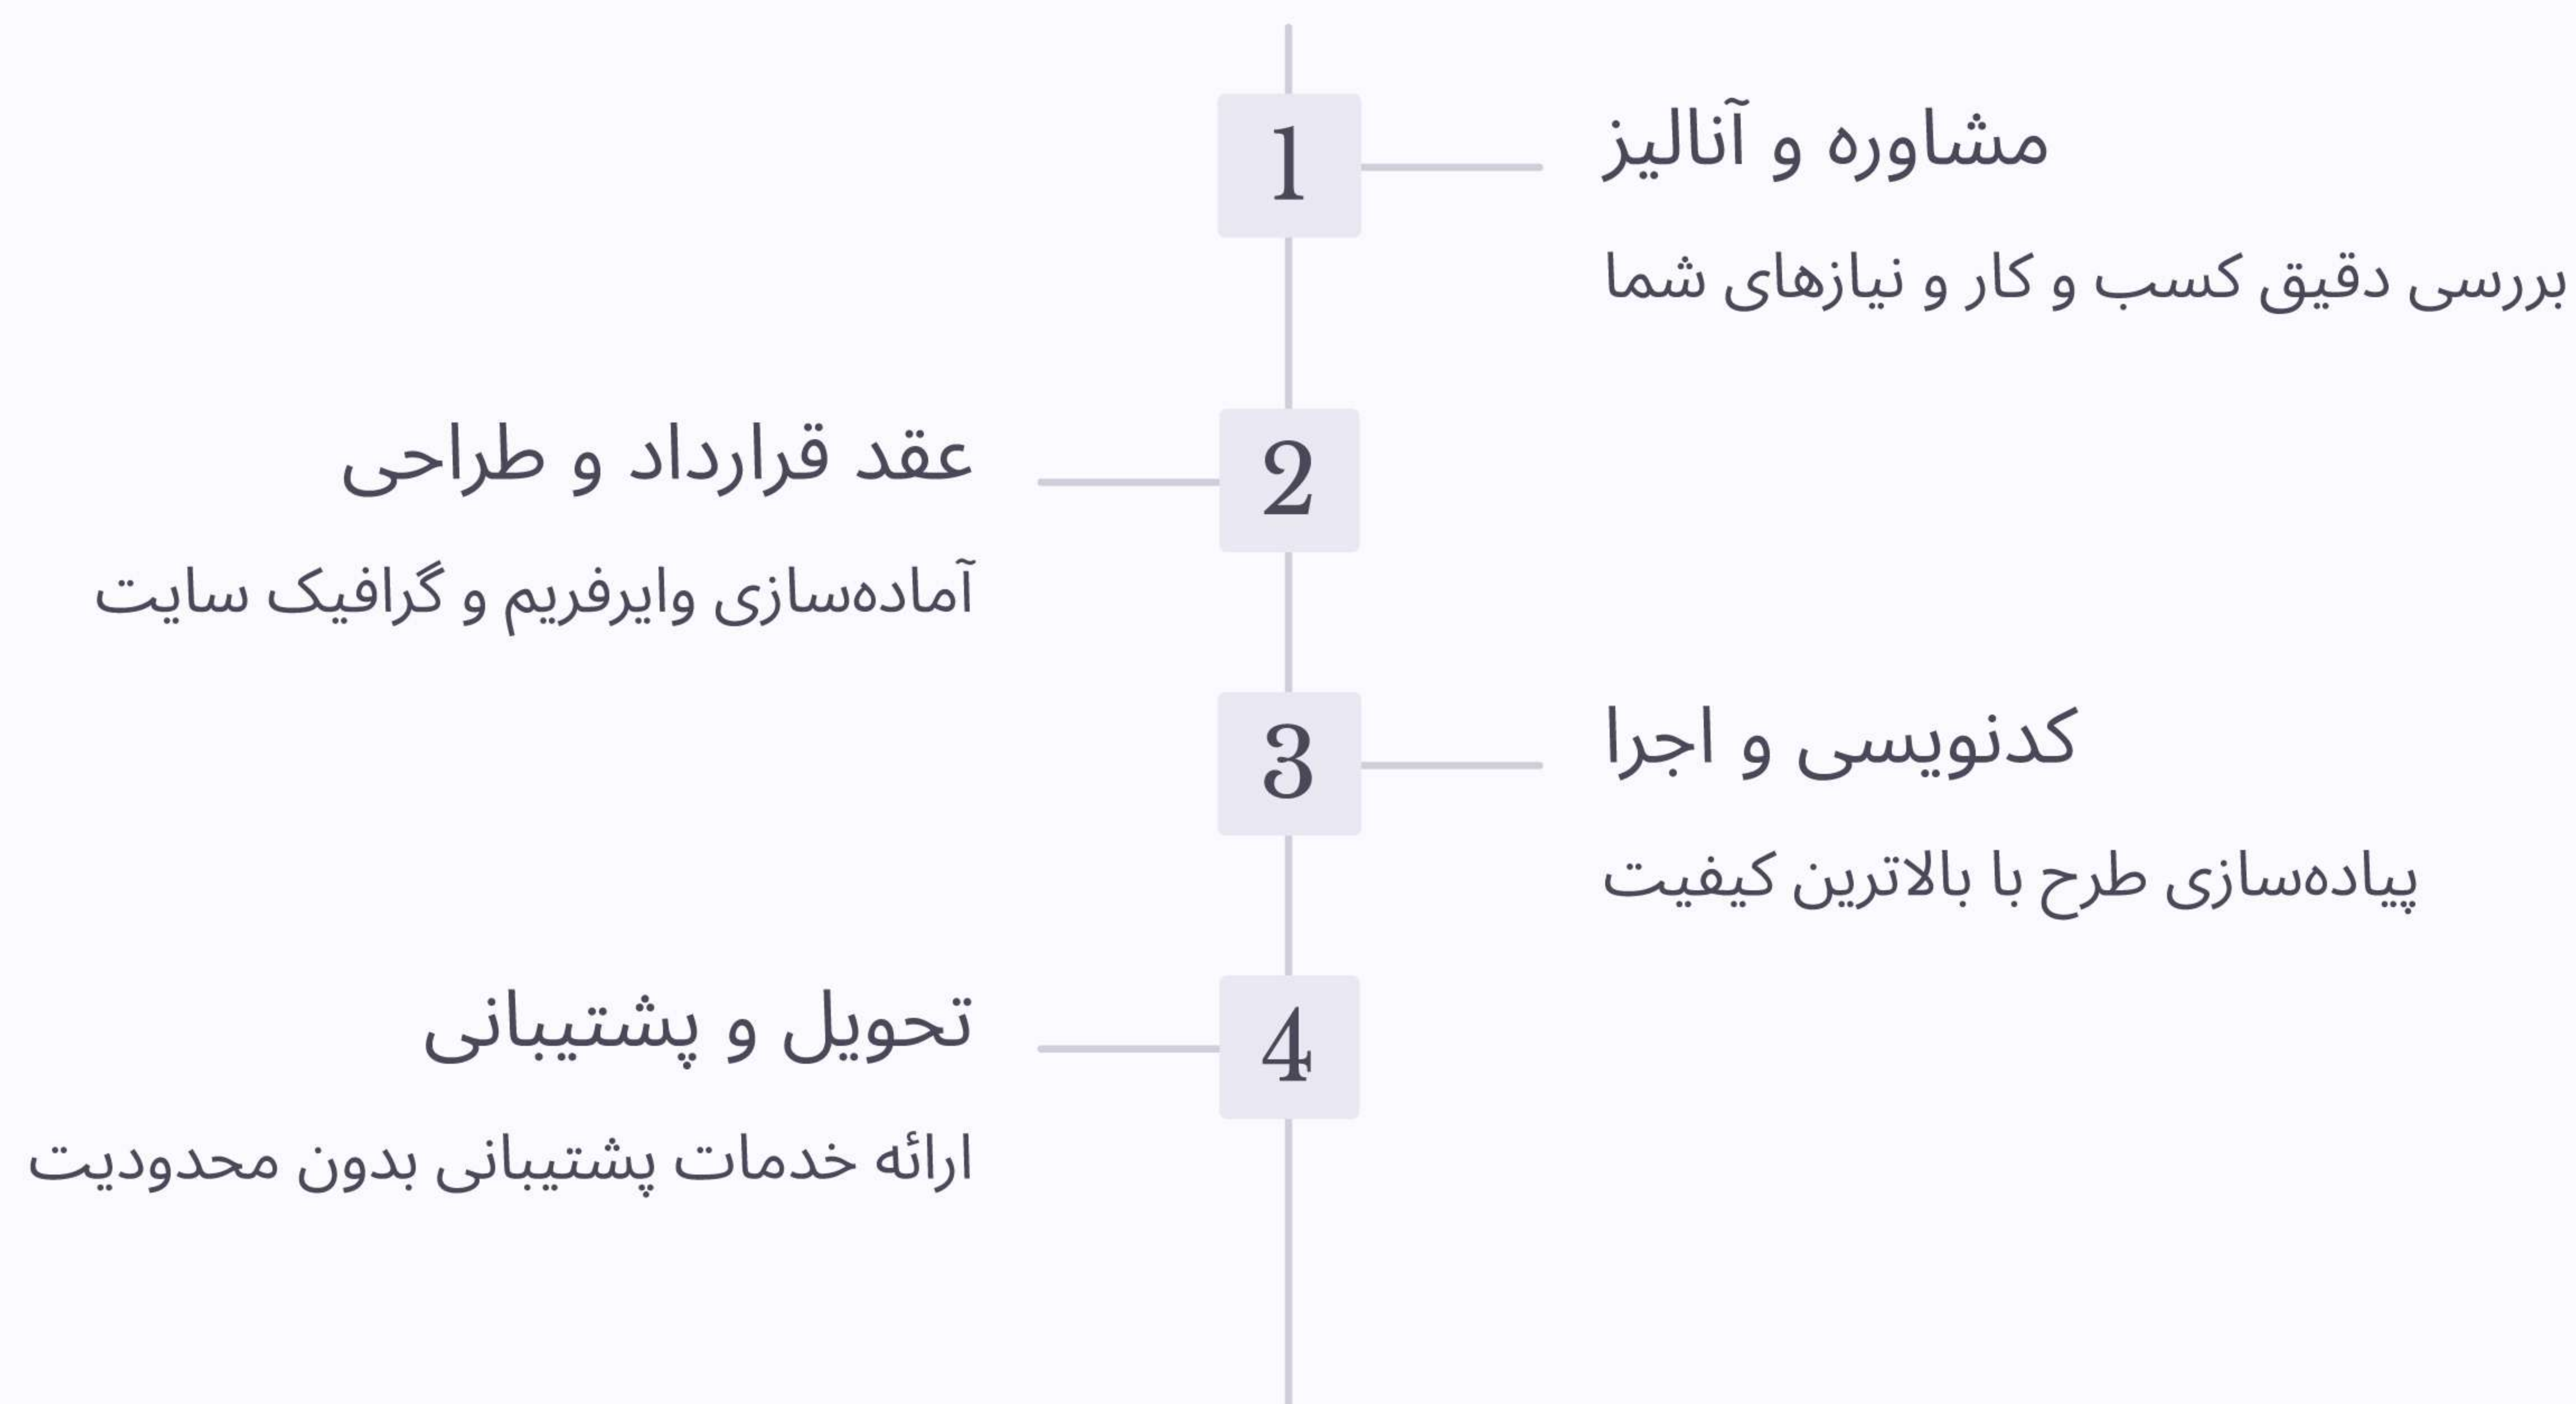 1
مشاوره و آنالیز
بررسی دقیق کسب و کار و نیازهای شما
2
عقد قرارداد و طراحی
آماده‌سازی وایرفریم و گرافیک سایت
3
کدنویسی و اجرا
پیاده‌سازی طرح با بالاترین کیفیت
4
تحویل و پشتیبانی
ارائه خدمات پشتیبانی بدون محدودیت